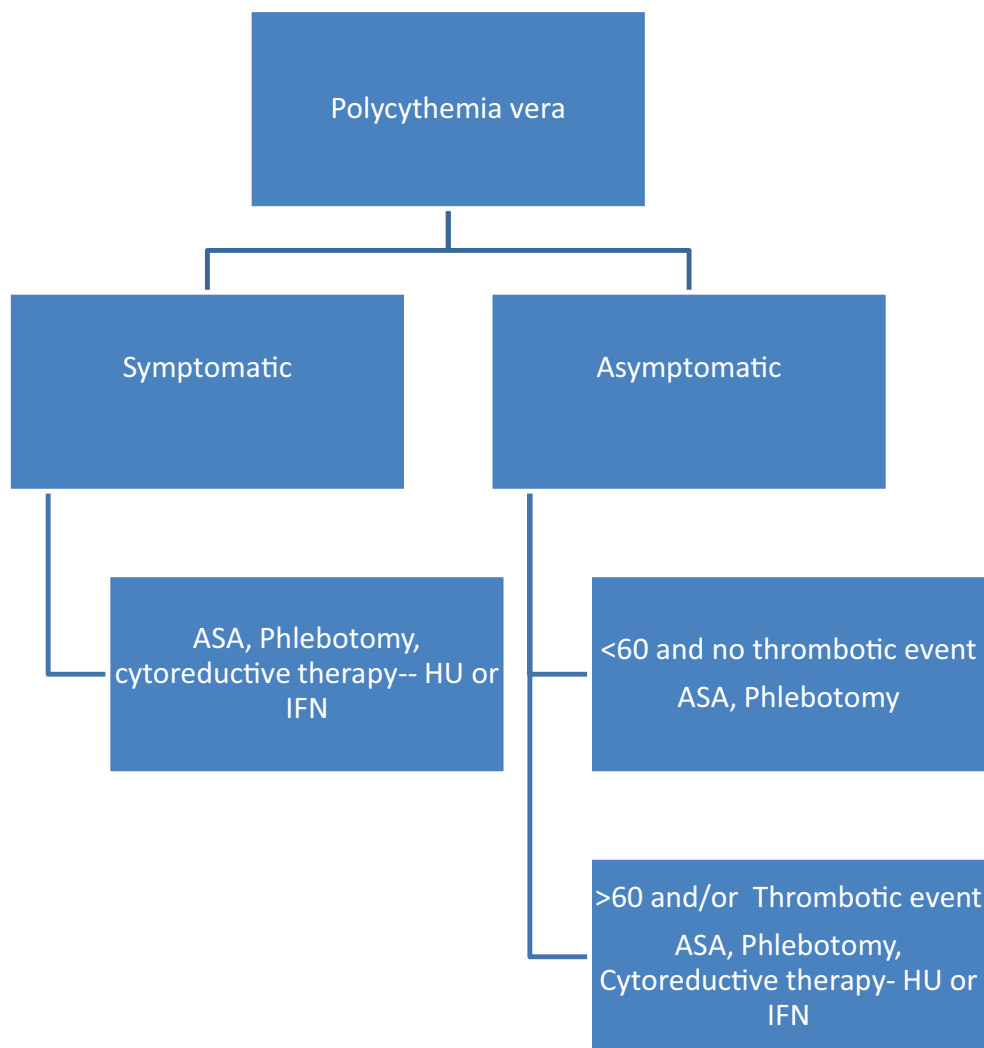 Polycythemia vera
Symptomatic
Asymptomatic
ASA, Phlebotomy,
cytoreductive therapy-- HU or
IFN
<60 and no thrombotic event
ASA, Phlebotomy
>60 and/or Thrombotic event
ASA, Phlebotomy,
Cytoreductive therapy- HU or
IFN